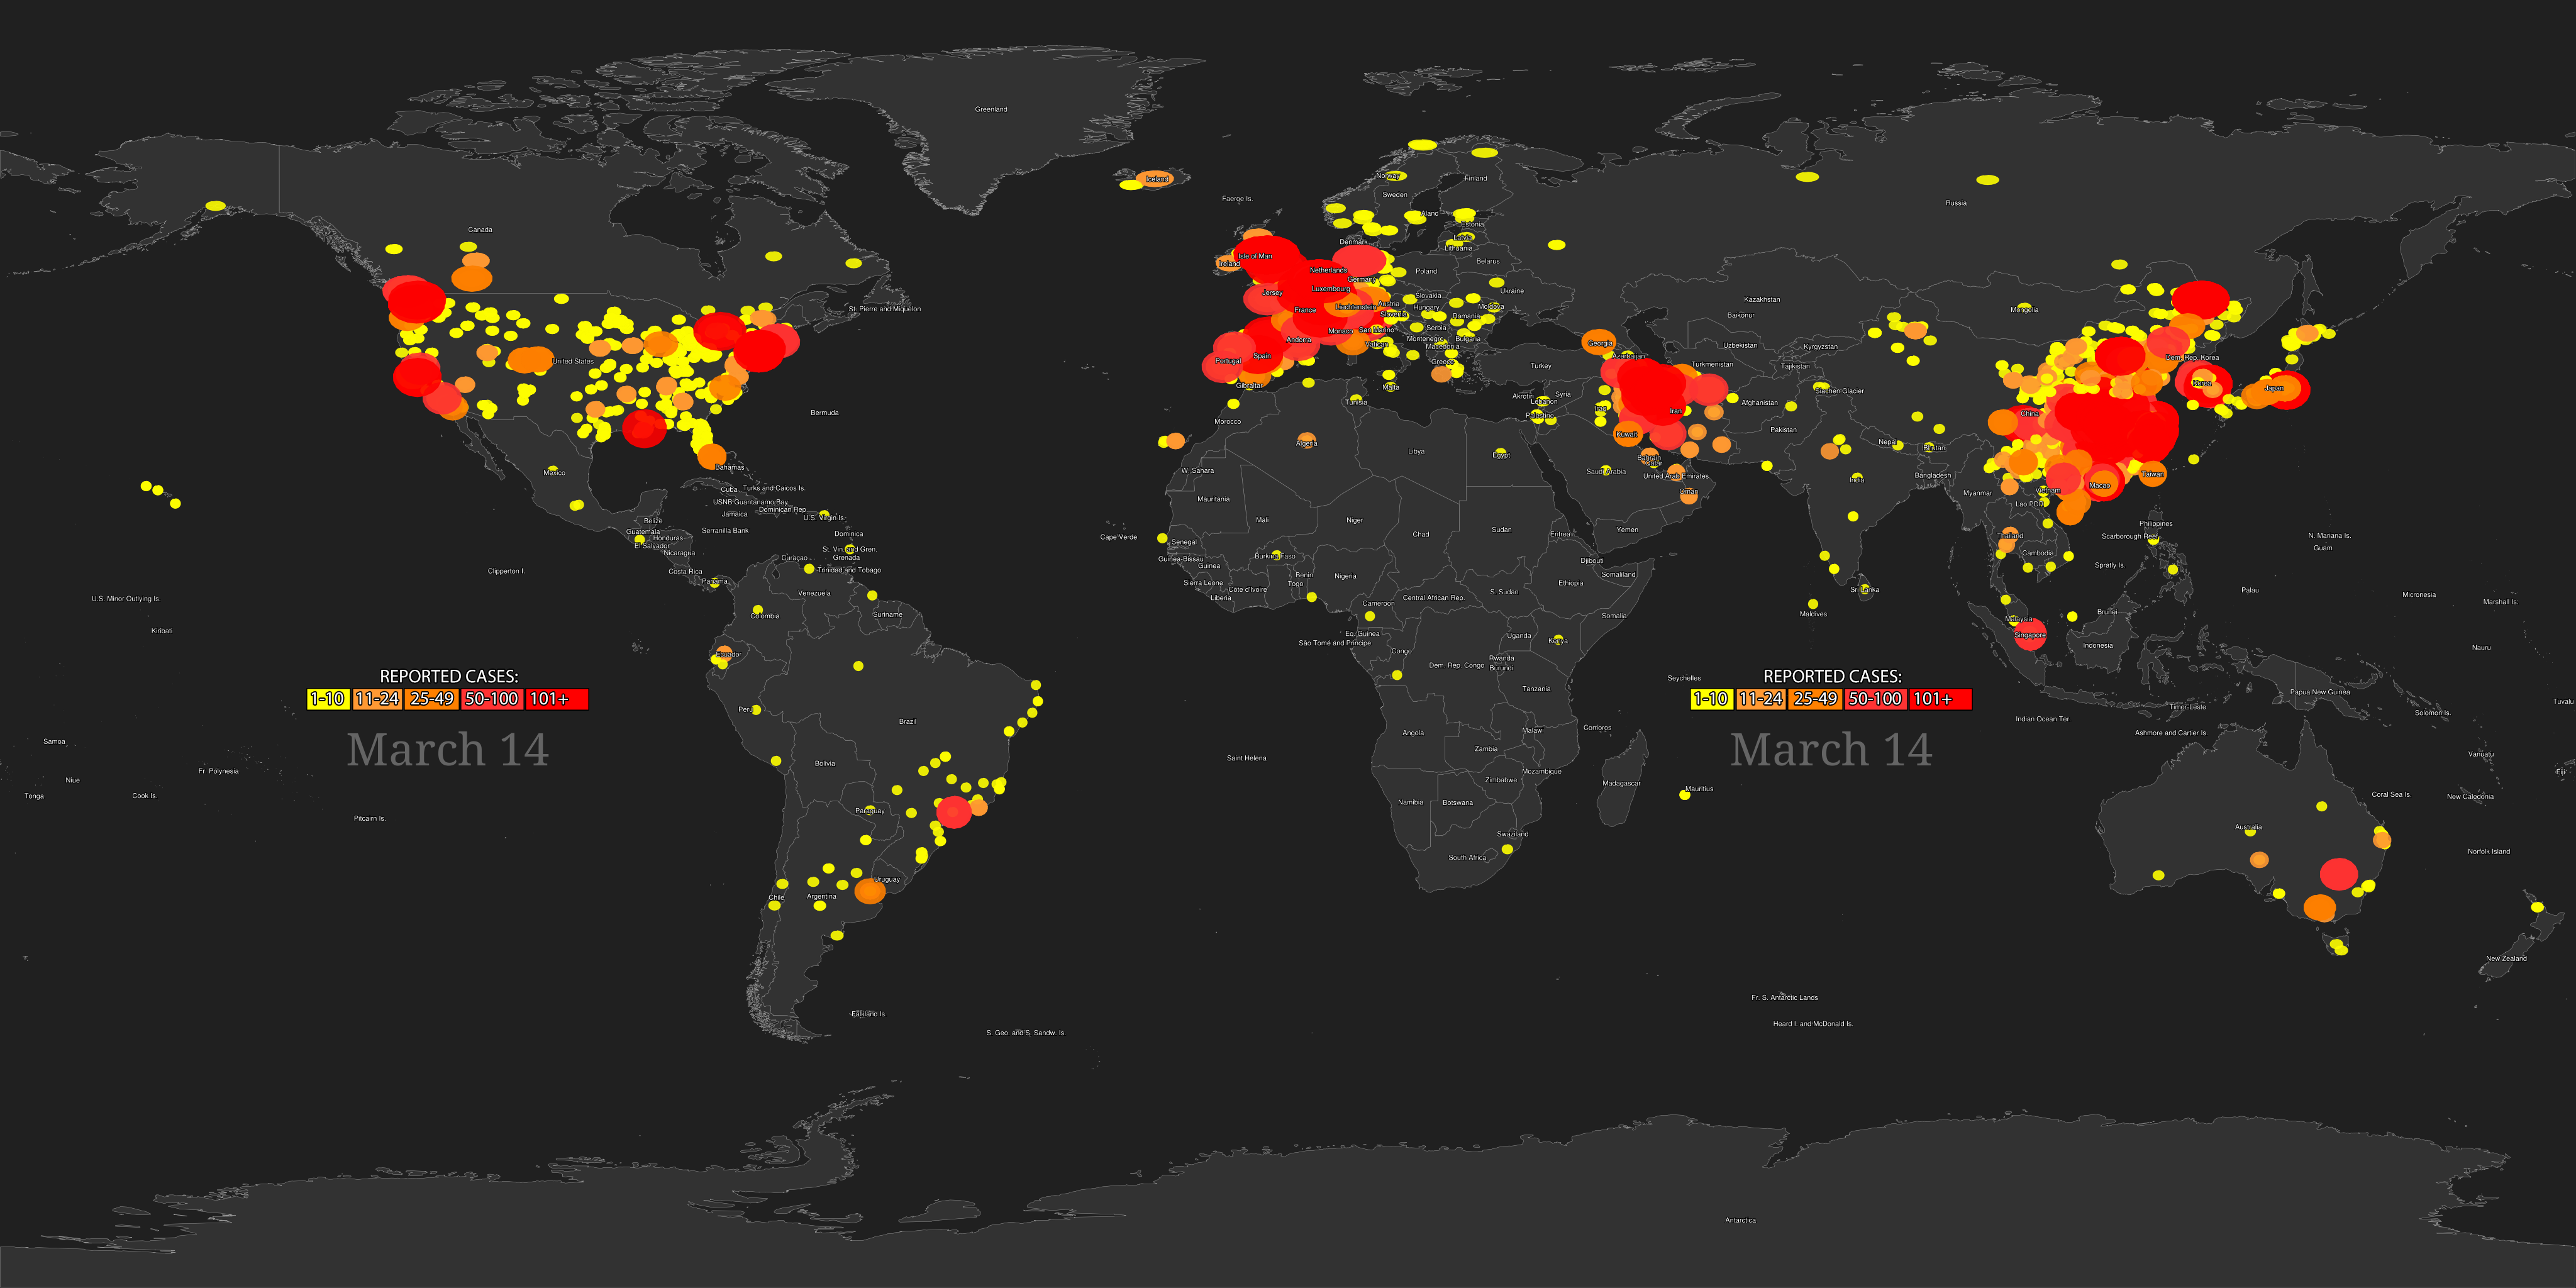 Greenland
Iceland
Faeroe Is.
Norway
Sweden
Finland
Aland
Estonia
Latvia
Lithuania
Denmark
Russia
Canada
Isle of Man
Ireland
Netherlands
Germany
Poland
Belarus
Jersey
Luxembourg
Liechtenstein
Austria
Slovakia
Hungary
Ukraine
Moldova
St. Pierre and Miquelon
France
Slovenia
Romania
Monaco
San Marino
Serbia
Andorra
Vatican
Montenegro
Bulgaria
Macedonia
Portugal
Spain
Greece
Gibraltar
Malta
Turkey
Georgia
Azerbaijan
Kazakhstan
Baikonur
Uzbekistan
Kyrgyzstan
Turkmenistan
Tajikistan
Mongolia
Dem. Rep. Korea
Korea
Japan
United States
Bermuda
Tunisia
Morocco
Algeria
Akrotiri
Lebanon
Syria
Palestine
Iraq
Iran
Afghanistan
Siachen Glacier
China
Kuwait
Pakistan
Nepal
Bhutan
Bahamas
Mexico
W. Sahara
Libya
Egypt
Bahrain
Qatar
Saudi Arabia
United Arab Emirates
Oman
India
Bangladesh
Myanmar
Taiwan
Macao
Vietnam
Lao PDR
Cuba
Turks and Caicos Is.
USNB Guantanamo Bay
Dominican Rep.
Jamaica
U.S. Virgin Is.
Belize
Guatemala
Honduras
El Salvador
Nicaragua
Serranilla Bank
Dominica
St. Vin. and Gren.
Grenada
Curaçao
Trinidad and Tobago
Costa Rica
Panama
Clipperton I.
Venezuela
Colombia
Suriname
Cape Verde
Mauritania
Mali
Niger
Chad
Sudan
Eritrea
Yemen
Senegal
Guinea-Bissau
Guinea
Burkina Faso
Sierra Leone
Liberia
Côte d'Ivoire
Benin
Togo
Nigeria
Cameroon
Central African Rep.
S. Sudan
Ethiopia
Djibouti
Somaliland
Somalia
Thailand
Cambodia
Philippines
Scarborough Reef
Spratly Is.
N. Mariana Is.
Guam
Sri Lanka
Maldives
Malaysia
Singapore
Brunei
Indonesia
Palau
Micronesia
Marshall Is.
U.S. Minor Outlying Is.
Kiribati
Nauru
Ecuador
Peru
Brazil
Bolivia
Eq. Guinea
São Tomé and Principe
Congo
Dem. Rep. Congo
Uganda
Kenya
Rwanda
Burundi
Tanzania
Seychelles
REPORTED CASES:
1-10 11-24 25-49 50-100 101+
March 14
REPORTED CASES:
1-10 11-24 25-49 50-100 101+
March 14
Papua New Guinea
Timor-Leste
Solomon Is.
Tuvalu
Indian Ocean Ter.
Ashmore and Cartier Is.
Angola
Zambia
Malawi
Comoros
Mozambique
Zimbabwe
Madagascar
Namibia
Botswana
Mauritius
Swaziland
South Africa
Saint Helena
Samoa
Niue
Tonga
Fr. Polynesia
Cook Is.
Pitcairn Is.
Vanuatu
Fiji
Coral Sea Is.
New Caledonia
Australia
Norfolk Island
New Zealand
Paraguay
Uruguay
Chile
Argentina
Falkland Is.
S. Geo. and S. Sandw. Is.
Fr. S. Antarctic Lands
Heard I. and McDonald Is.
Antarctica